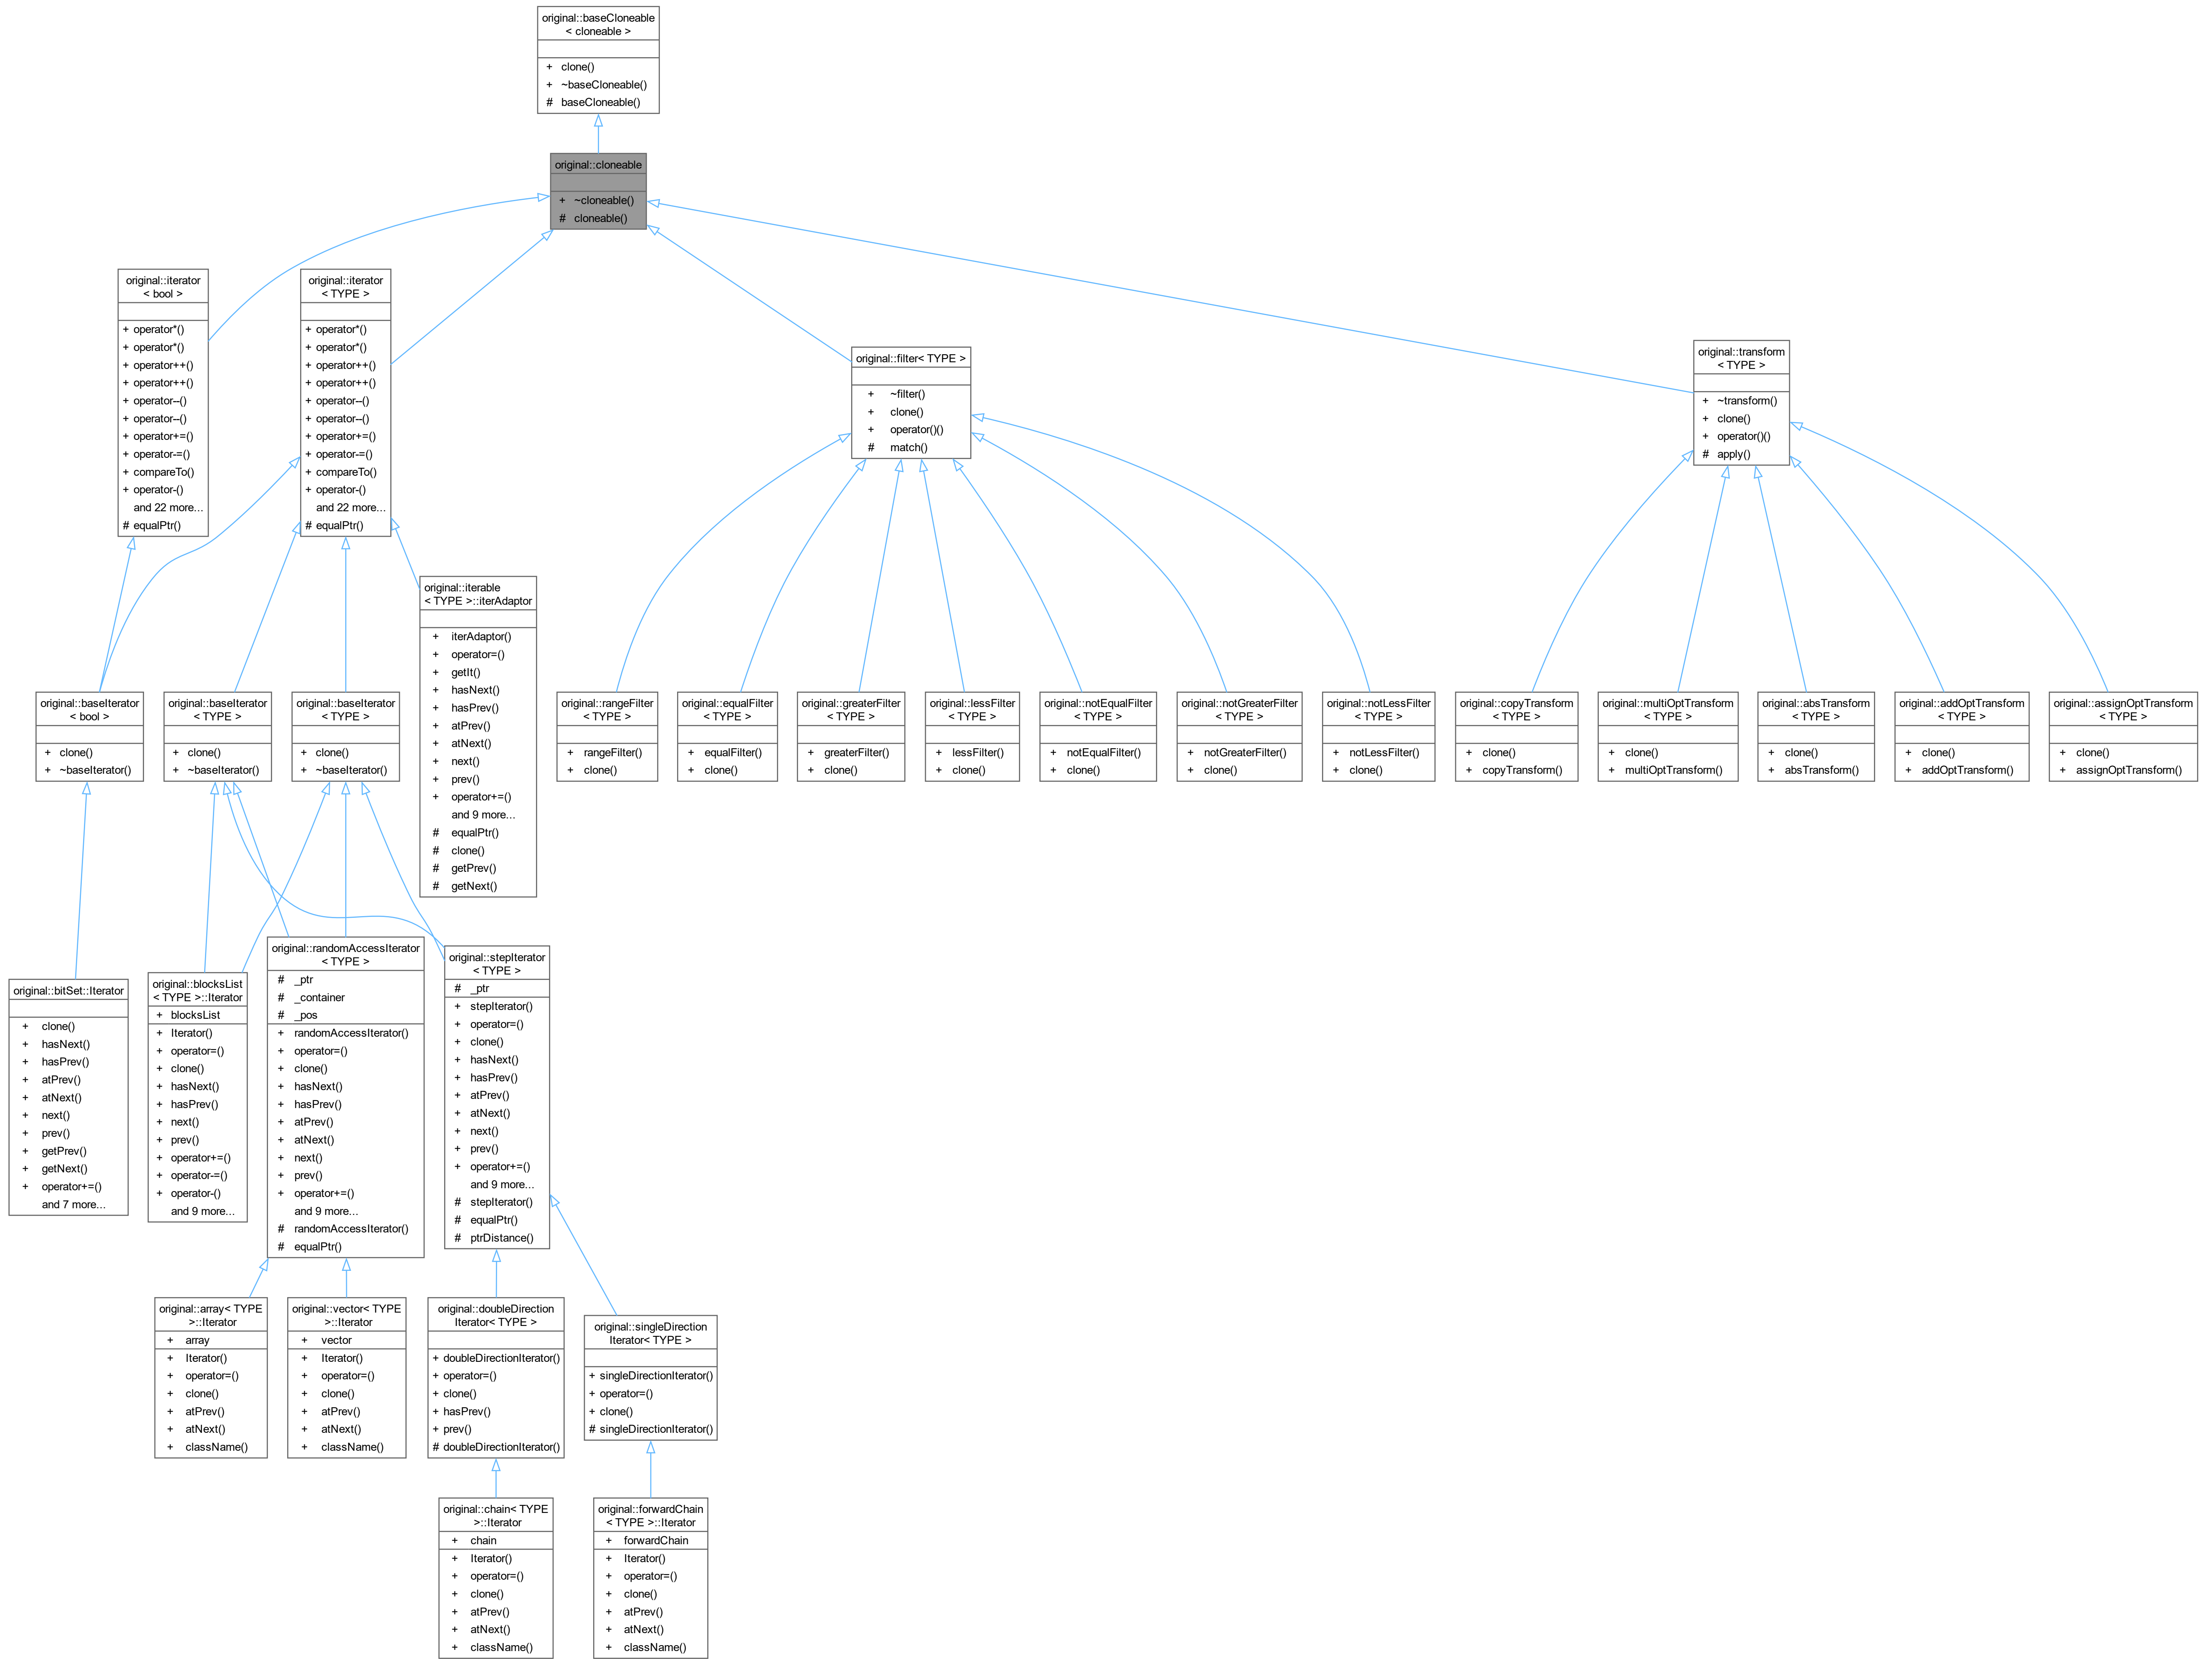 original::baseCloneable
< cloneable >
+ clone()
+ ~baseCloneable()
# baseCloneable()
original::cloneable
+ ~cloneable()
# cloneable()
original::iterator
< bool >
+ operator*()
+ operator*()
+ operator++()
+ operator++()
+ operator--()
+ operator--()
+ operator+=()
+ operator-=()
+ compareTo()
+ operator-()
and 22 more...
# equalPtr()
original::iterator
< TYPE >
+ operator*()
+ operator*()
+ operator++()
+ operator++()
+ operator--()
+ operator--()
+ operator+=()
+ operator-=()
+ compareTo()
+ operator-()
and 22 more...
# equalPtr()
original::filter< TYPE >
+ ~filter()
+ clone()
+ operator()()
# match()
original::transform
< TYPE >
+ ~transform()
+ clone()
+ operator()()
# apply()
original::iterable
< TYPE >::iterAdaptor
+ iterAdaptor()
+ operator=()
+ getIt()
+ hasNext()
+ hasPrev()
+ atPrev()
+ atNext()
+ next()
+ prev()
+ operator+=()
and 9 more...
# equalPtr()
# clone()
# getPrev()
# getNext()
original::baseIterator
< bool >
+ clone()
+ ~baseIterator()
original::baseIterator
< TYPE >
+ clone()
+ ~baseIterator()
original::baseIterator
< TYPE >
+ clone()
+ ~baseIterator()
original::rangeFilter
< TYPE >
+ rangeFilter()
+ clone()
original::equalFilter
< TYPE >
+ equalFilter()
+ clone()
original::greaterFilter
< TYPE >
+ greaterFilter()
+ clone()
original::lessFilter
< TYPE >
+ lessFilter()
+ clone()
original::notEqualFilter
< TYPE >
+ notEqualFilter()
+ clone()
original::notGreaterFilter
< TYPE >
+ notGreaterFilter()
+ clone()
original::notLessFilter
< TYPE >
+ notLessFilter()
+ clone()
original::copyTransform
< TYPE >
+ clone()
+ copyTransform()
original::multiOptTransform
< TYPE >
+ clone()
+ multiOptTransform()
original::absTransform
< TYPE >
+ clone()
+ absTransform()
original::addOptTransform
< TYPE >
+ clone()
+ addOptTransform()
original::assignOptTransform
< TYPE >
+ clone()
+ assignOptTransform()
original::bitSet::Iterator
+ clone()
+ hasNext()
+ hasPrev()
+ atPrev()
+ atNext()
+ next()
+ prev()
+ getPrev()
+ getNext()
+ operator+=()
and 7 more...
original::blocksList
< TYPE >::Iterator
+ blocksList
+ Iterator()
+ operator=()
+ clone()
+ hasNext()
+ hasPrev()
+ next()
+ prev()
+ operator+=()
+ operator-=()
+ operator-()
and 9 more...
original::randomAccessIterator
< TYPE >
# _ptr
# _container
# _pos
+ randomAccessIterator()
+ operator=()
+ clone()
+ hasNext()
+ hasPrev()
+ atPrev()
+ atNext()
+ next()
+ prev()
+ operator+=()
and 9 more...
# randomAccessIterator()
# equalPtr()
original::stepIterator
< TYPE >
# _ptr
+ stepIterator()
+ operator=()
+ clone()
+ hasNext()
+ hasPrev()
+ atPrev()
+ atNext()
+ next()
+ prev()
+ operator+=()
and 9 more...
# stepIterator()
# equalPtr()
# ptrDistance()
original::array< TYPE
>::Iterator
+ array
+ Iterator()
+ operator=()
+ clone()
+ atPrev()
+ atNext()
+ className()
original::vector< TYPE
>::Iterator
+ vector
+ Iterator()
+ operator=()
+ clone()
+ atPrev()
+ atNext()
+ className()
original::doubleDirection
Iterator< TYPE >
+ doubleDirectionIterator()
+ operator=()
+ clone()
+ hasPrev()
+ prev()
# doubleDirectionIterator()
original::singleDirection
Iterator< TYPE >
+ singleDirectionIterator()
+ operator=()
+ clone()
# singleDirectionIterator()
original::chain< TYPE
>::Iterator
+ chain
+ Iterator()
+ operator=()
+ clone()
+ atPrev()
+ atNext()
+ className()
original::forwardChain
< TYPE >::Iterator
+ forwardChain
+ Iterator()
+ operator=()
+ clone()
+ atPrev()
+ atNext()
+ className()